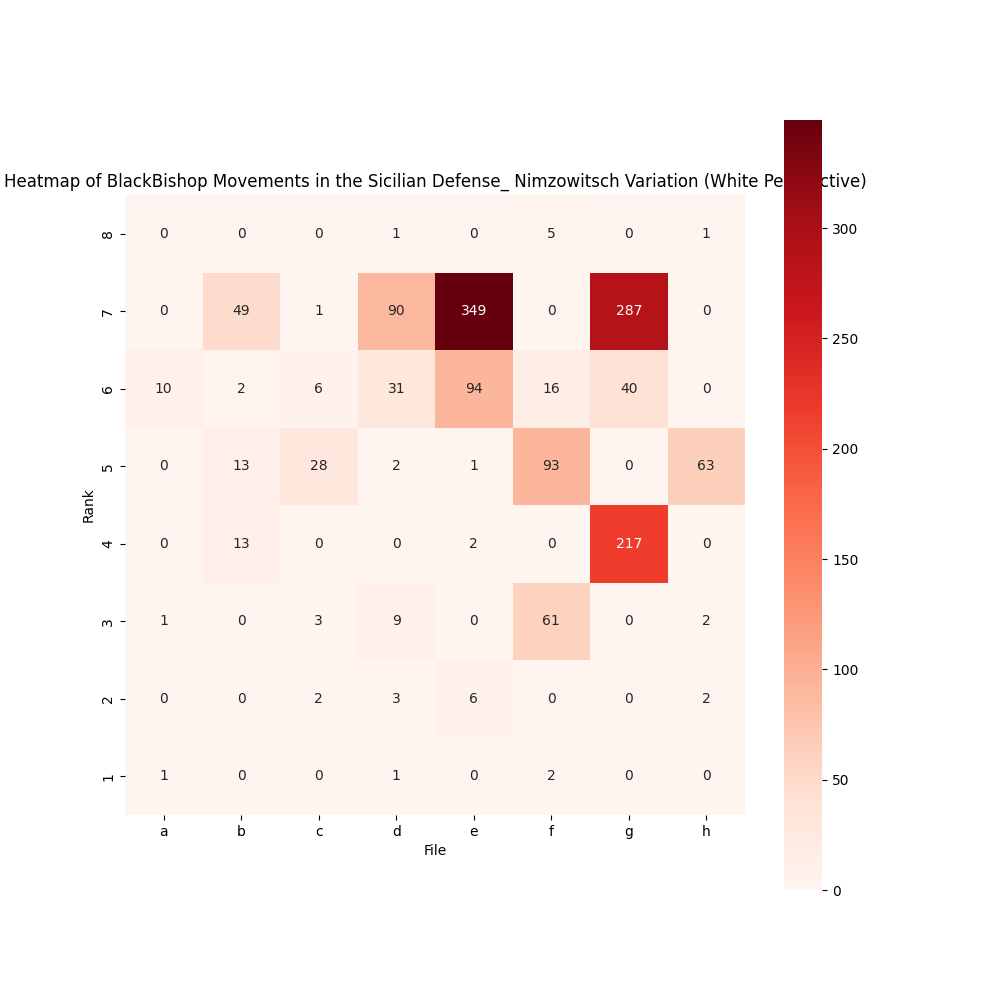 Heatmap of BlackBishop Movements in the Sicilian Defense_ Nimzowitsch Variation (White Pe ctive)
8 0 0 0 1 0 5 0 1
7 0 49 1 90 349 0 287 0
6 10 2 6 31 94 16 40 0
5 0 13 28 2 1 93 0 63
Rank
4 0 13 0 0 2 0 217 0
3 1 0 3 9 0 61 0 2
2 0 0 2 3 6 0 0 2
1 1 0 0 1 0 2 0 0
a b c d e f g h
File
300
250
200
150
100
50
0